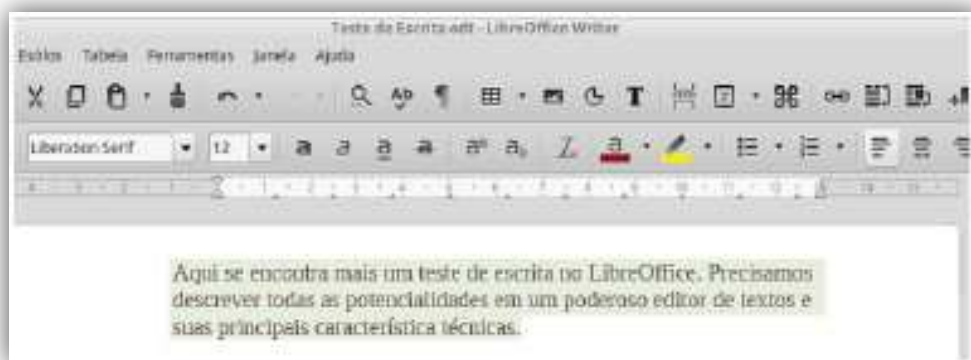 Teste de Escrita.odt - LibreOffice Writer
Estilos Tabela Ferramentas Janela Ajuda
Liberation Serif 12
Aqui se encontra mais um teste de escrita no LibreOffice. Precisamos
descrever todas as potencialidades em um poderoso editor de textos e
suas principais característica técnicas.